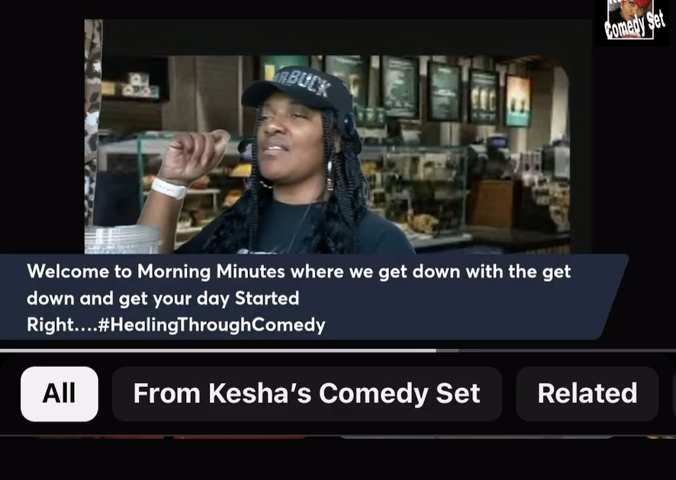 Comedy Set
RBUCK
Welcome to Morning Minutes where we get down with the get
down and get your day Started
Right....#HealingThroughComedy
All
From Kesha’s Comedy Set
Related